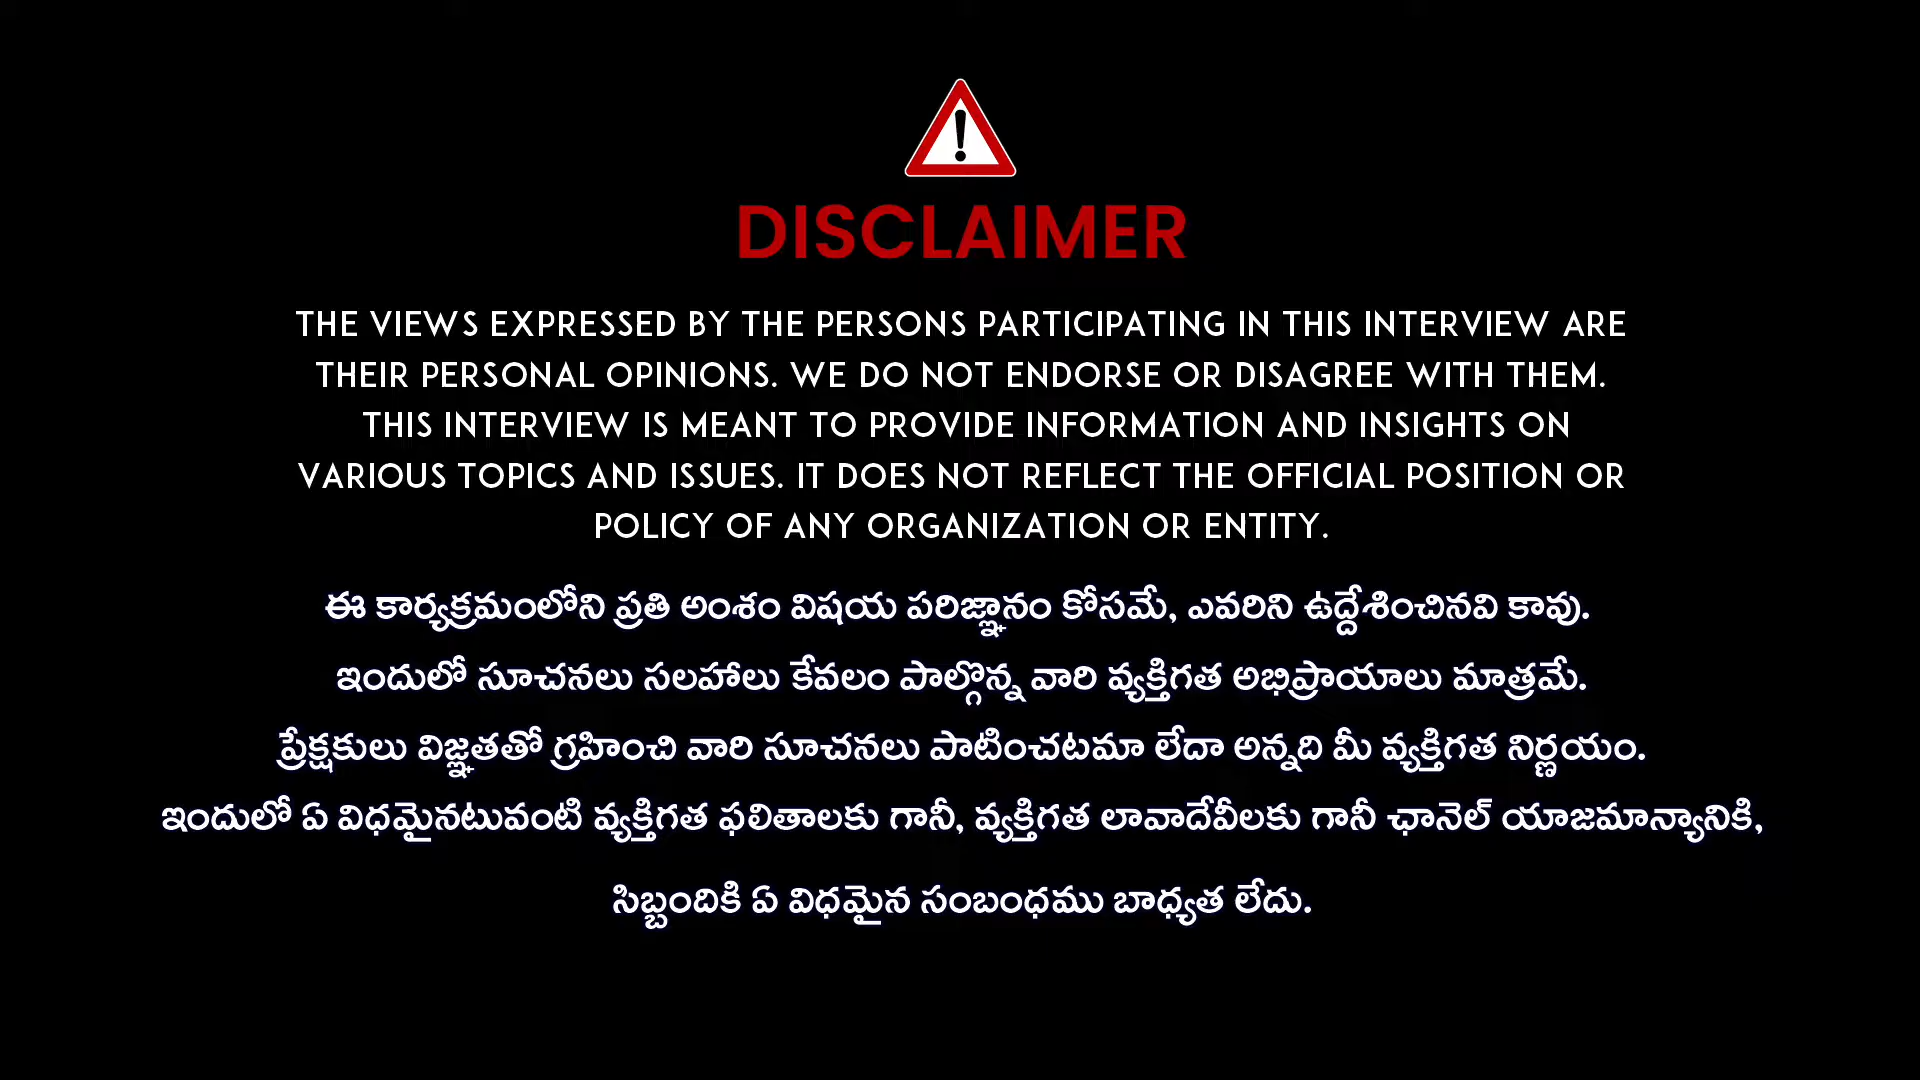 DISCLAIMER
THE VIEWS EXPRESSED BY THE PERSONS PARTICIPATING IN THIS INTERVIEW ARE
THEIR PERSONAL OPINIONS. WE DO NOT ENDORSE OR DISAGREE WITH THEM.
THIS INTERVIEW IS MEANT TO PROVIDE INFORMATION AND INSIGHTS ON
VARIOUS TOPICS AND ISSUES. IT DOES NOT REFLECT THE OFFICIAL POSITION OR
POLICY OF ANY ORGANIZATION OR ENTITY.
ఈ కార్యక్రమంలోని ప్రతి అంశం విషయ పరిజ్ఞానం కోసమే, ఎవరిని ఉద్దేశించినవి కావు.
ఇందులో సూచనలు సలహాలు కేవలం పాల్గొన్న వారి వ్యక్తిగత అభిప్రాయాలు మాత్రమే.
ప్రేక్షకులు విజ్ఞతతో గ్రహించి వారి సూచనలు పాటించటమా లేదా అన్నది మీ వ్యక్తిగత నిర్ణయం.
ఇందులో ఏ విధమైనటువంటి వ్యక్తిగత ఫలితాలకు గానీ, వ్యక్తిగత లావాదేవీలకు గానీ ఛానెల్ యాజమాన్యానికి,
సిబ్బందికి ఏ విధమైన సంబంధము బాధ్యత లేదు.